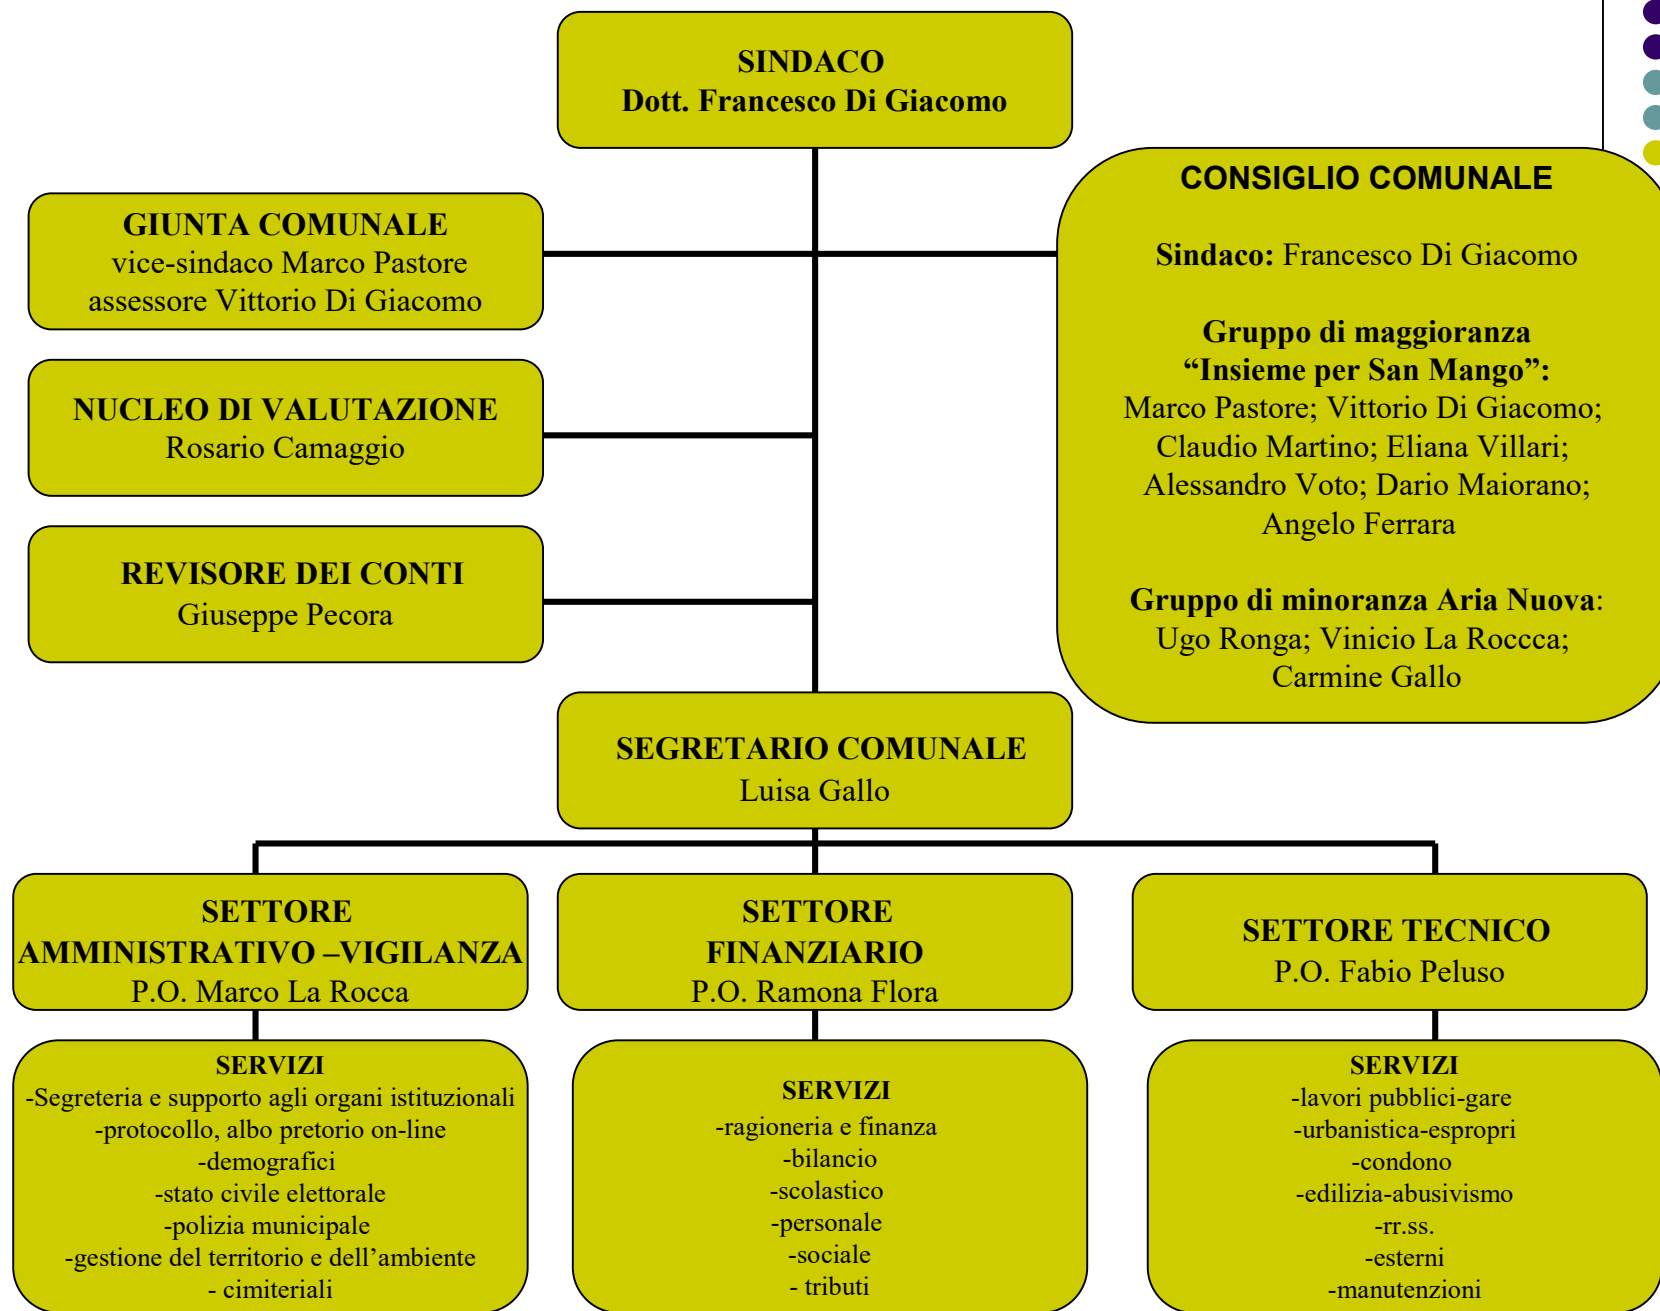 SINDACO
Dott. Francesco Di Giacomo
GIUNTA COMUNALE
vice-sindaco Marco Pastore
assessore Vittorio Di Giacomo
NUCLEO DI VALUTAZIONE
Rosario Camaggio
REVISORE DEI CONTI
Giuseppe Pecora
CONSIGLIO COMUNALE
Sindaco: Francesco Di Giacomo
Gruppo di maggioranza
“Insieme per San Mango”:
Marco Pastore; Vittorio Di Giacomo;
Claudio Martino; Eliana Villari;
Alessandro Voto; Dario Maiorano;
Angelo Ferrara
Gruppo di minoranza Aria Nuova:
Ugo Ronga; Vinicio La Roccca;
Carmine Gallo
SEGRETARIO COMUNALE
Luisa Gallo
SETTORE
AMMINISTRATIVO –VIGILANZA
P.O. Marco La Rocca
SERVIZI
-Segreteria e supporto agli organi istituzionali
-protocollo, albo pretorio on-line
-demografici
-stato civile elettorale
-polizia municipale
-gestione del territorio e dell’ambiente
- cimiteriali
SETTORE
FINANZIARIO
P.O. Ramona Flora
SERVIZI
-ragioneria e finanza
-bilancio
-scolastico
-personale
-sociale
- tributi
SETTORE TECNICO
P.O. Fabio Peluso
SERVIZI
-lavori pubblici-gare
-urbanistica-espropri
-condono
-edilizia-abusivismo
-rr.ss.
-esterni
-manutenzioni